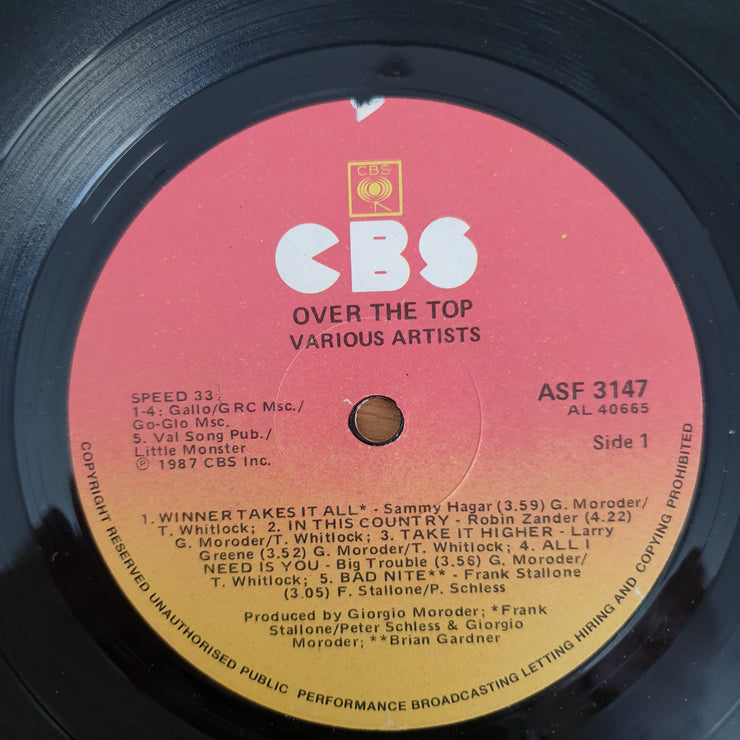 CBS
CBS
OVER THE TOP
VARIOUS ARTISTS
SPEED 33
1-4: Gallo/GRC Msc./
Go-Glo Msc.
5. Val Song Pub./
Little Monster
℗ 1987 CBS Inc.
ASF 3147
AL 40665
Side 1
1. WINNER TAKES IT ALL* - Sammy Hagar (3.59) G. Moroder/
T. Whitlock; 2. IN THIS COUNTRY - Robin Zander (4.22)
G. Moroder/T. Whitlock; 3. TAKE IT HIGHER - Larry
Greene (3.52) G. Moroder/T. Whitlock; 4. ALL I
NEED IS YOU - Big Trouble (3.56) G. Moroder/
T. Whitlock; 5. BAD NITE** - Frank Stallone
(3.05) F. Stallone/P. Schless
Produced by Giorgio Moroder; *Frank
Stallone/Peter Schless & Giorgio
Moroder; **Brian Gardner
COPYRIGHT RESERVED UNAUTHORISED PUBLIC PERFORMANCE BROADCASTING LETTING HIRING AND COPYING PROHIBITED